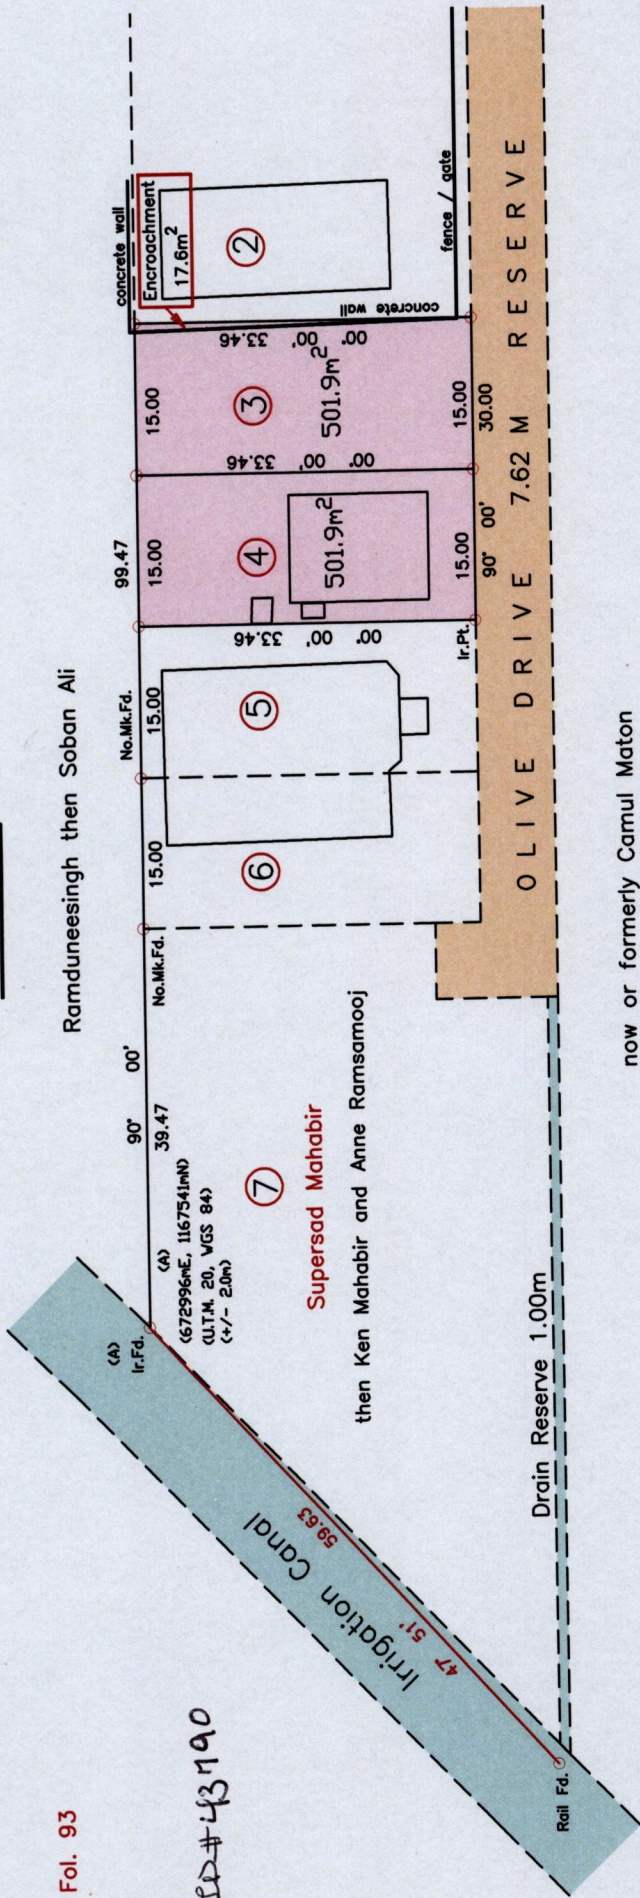 Fol. 93
Ramduneesingh then Soban Ali
90° 00'
99.47
39.47
No.Mk.Fd.
No.Mk.Fd.
15.00
15.00
15.00
15.00
concrete wall
Encroachment
17.6m²
(A)
Ir.Fd.
(A)
(672996mE, 1167541mN)
(U.T.M. 20, WGS 84)
(+/- 2.0m)
7
6
5
4
3
2
33.46
00° 00'
33.46
00° 00'
33.46
00° 00'
501.9m²
501.9m²
concrete wall
Supersad Mahabir
then Ken Mahabir and Anne Ramsamooj
Irrigation Canal
59.63
47° 51'
Ir.Pt.
15.00
15.00
90° 00'
30.00
fence / gate
OLIVE DRIVE 7.62 M RESERVE
Drain Reserve 1.00m
Rail Fd.
now or formerly Camul Maton